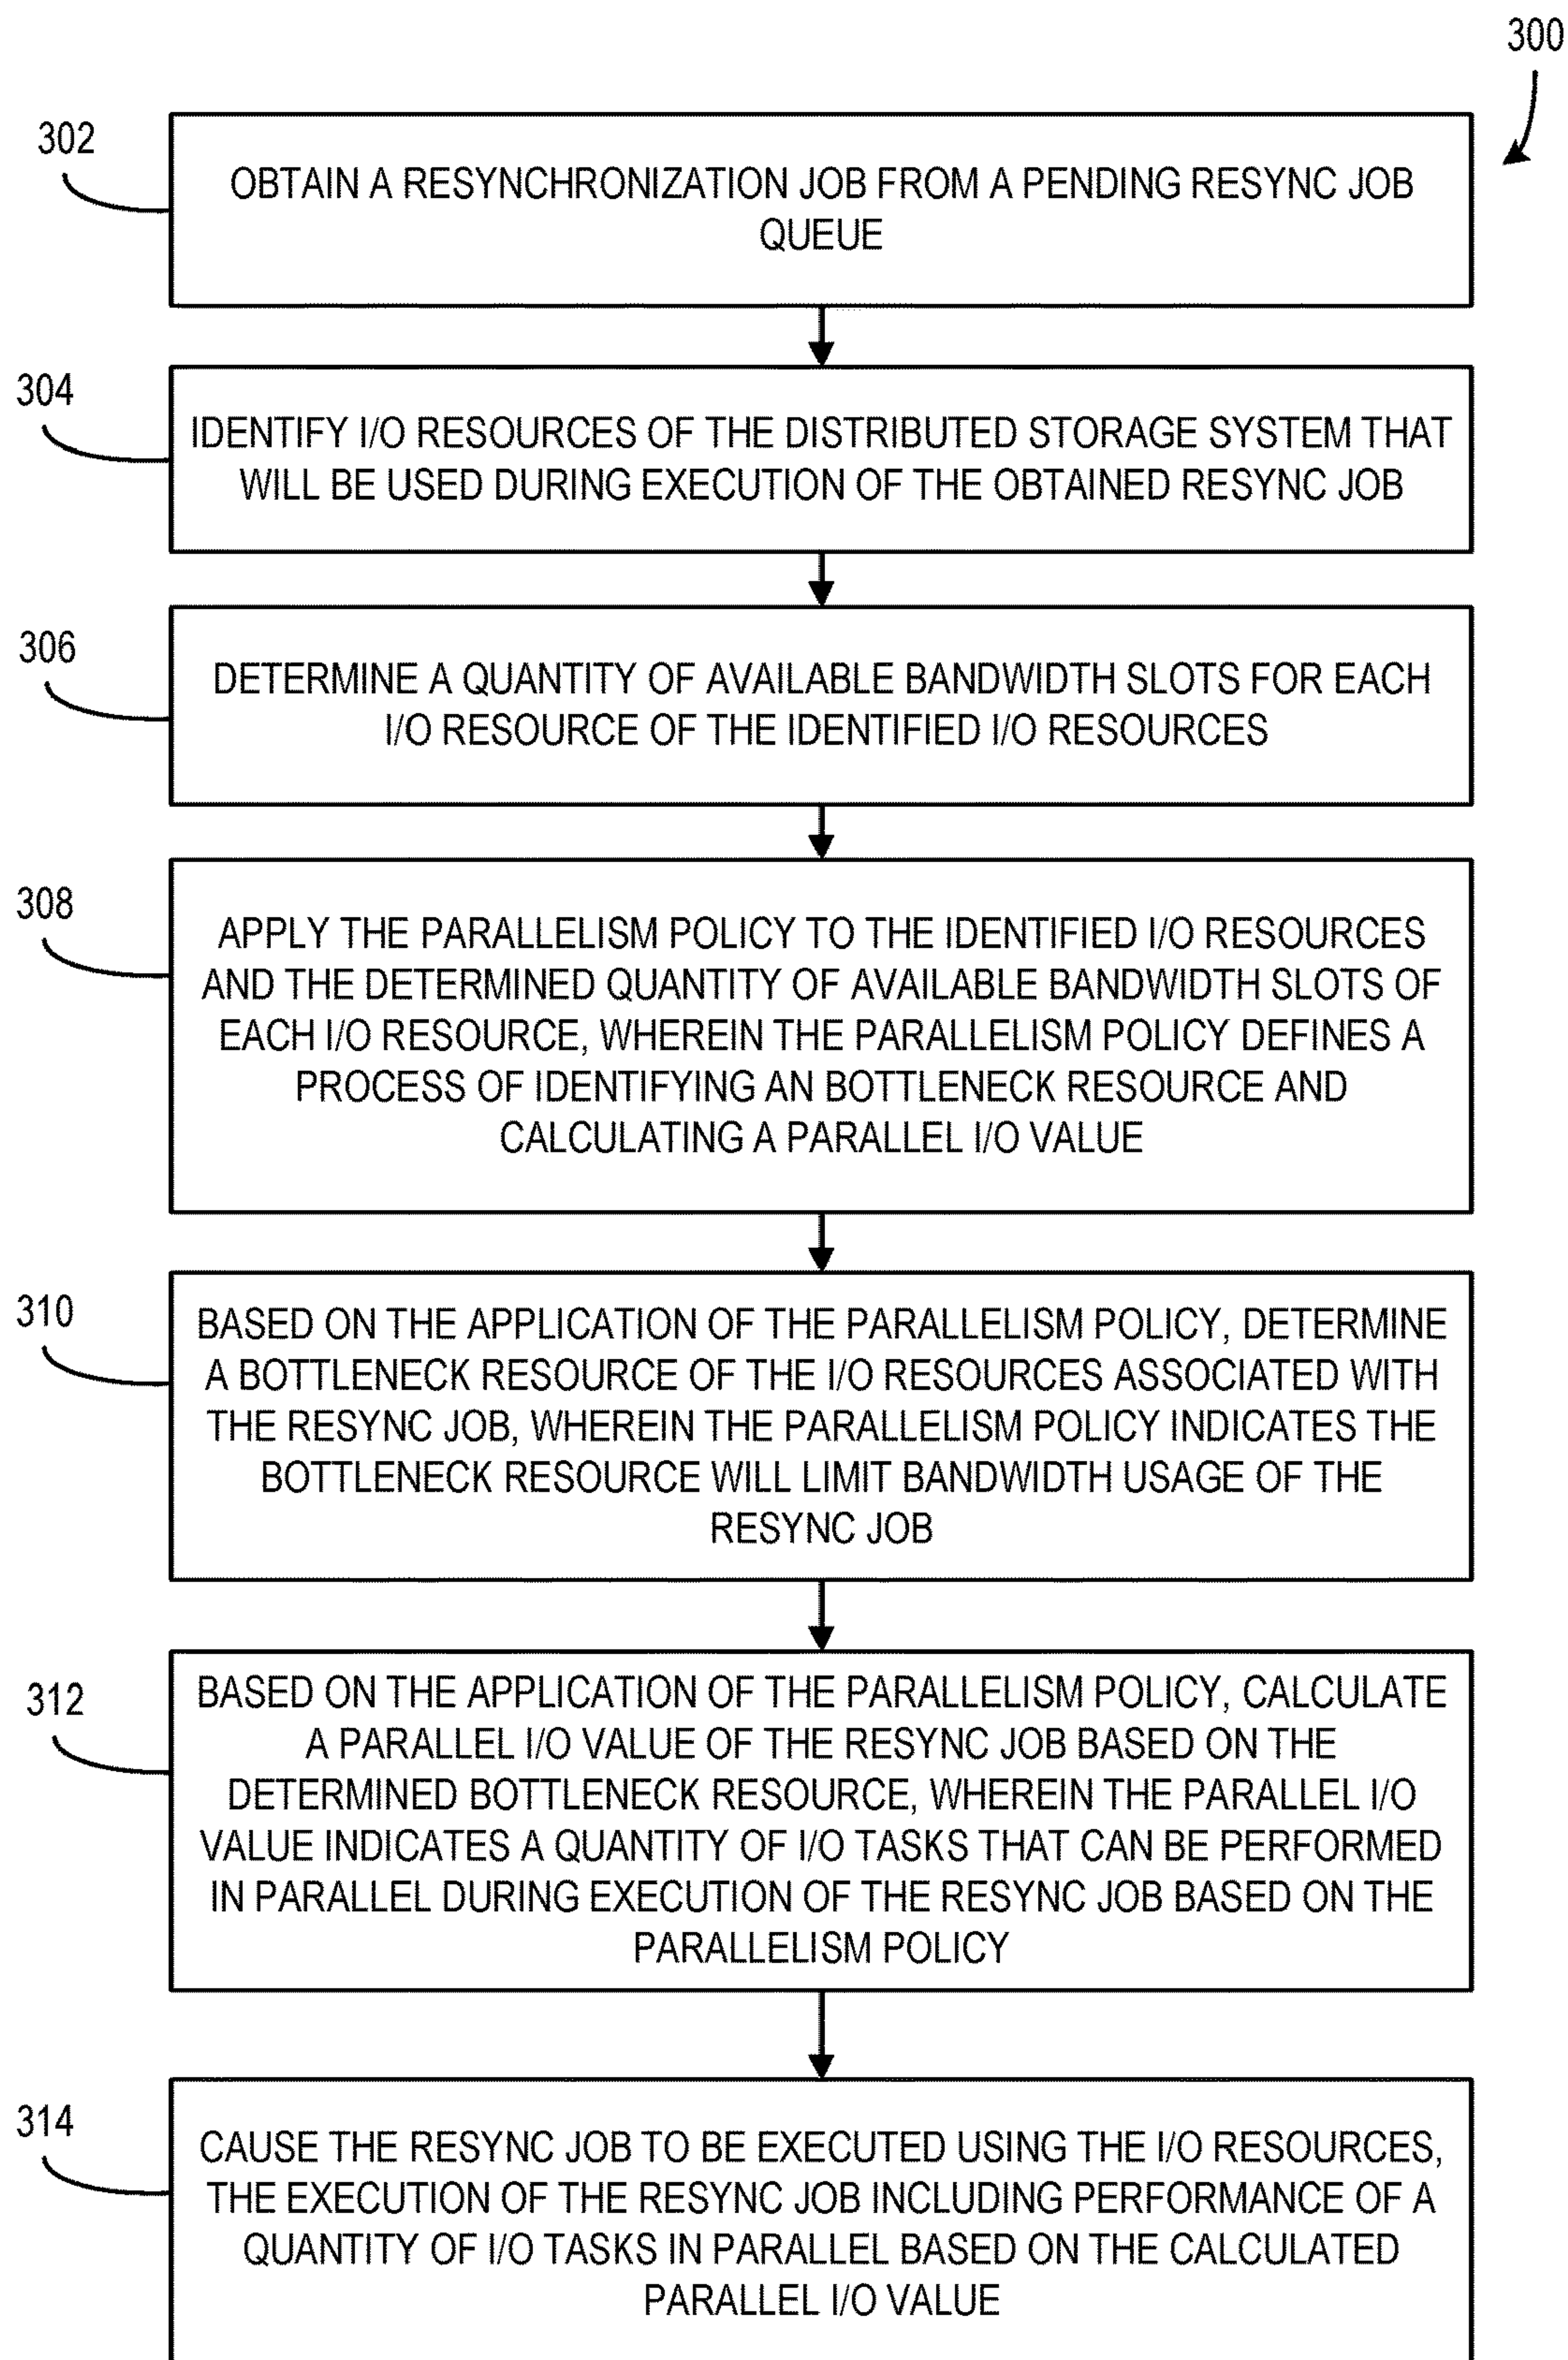 300
302
OBTAIN A RESYNCHRONIZATION JOB FROM A PENDING RESYNC JOB
QUEUE
304
IDENTIFY I/O RESOURCES OF THE DISTRIBUTED STORAGE SYSTEM THAT
WILL BE USED DURING EXECUTION OF THE OBTAINED RESYNC JOB
306
DETERMINE A QUANTITY OF AVAILABLE BANDWIDTH SLOTS FOR EACH
I/O RESOURCE OF THE IDENTIFIED I/O RESOURCES
308
APPLY THE PARALLELISM POLICY TO THE IDENTIFIED I/O RESOURCES
AND THE DETERMINED QUANTITY OF AVAILABLE BANDWIDTH SLOTS OF
EACH I/O RESOURCE, WHEREIN THE PARALLELISM POLICY DEFINES A
PROCESS OF IDENTIFYING AN BOTTLENECK RESOURCE AND
CALCULATING A PARALLEL I/O VALUE
310
BASED ON THE APPLICATION OF THE PARALLELISM POLICY, DETERMINE
A BOTTLENECK RESOURCE OF THE I/O RESOURCES ASSOCIATED WITH
THE RESYNC JOB, WHEREIN THE PARALLELISM POLICY INDICATES THE
BOTTLENECK RESOURCE WILL LIMIT BANDWIDTH USAGE OF THE
RESYNC JOB
312
BASED ON THE APPLICATION OF THE PARALLELISM POLICY, CALCULATE
A PARALLEL I/O VALUE OF THE RESYNC JOB BASED ON THE
DETERMINED BOTTLENECK RESOURCE, WHEREIN THE PARALLEL I/O
VALUE INDICATES A QUANTITY OF I/O TASKS THAT CAN BE PERFORMED
IN PARALLEL DURING EXECUTION OF THE RESYNC JOB BASED ON THE
PARALLELISM POLICY
314
CAUSE THE RESYNC JOB TO BE EXECUTED USING THE I/O RESOURCES,
THE EXECUTION OF THE RESYNC JOB INCLUDING PERFORMANCE OF A
QUANTITY OF I/O TASKS IN PARALLEL BASED ON THE CALCULATED
PARALLEL I/O VALUE